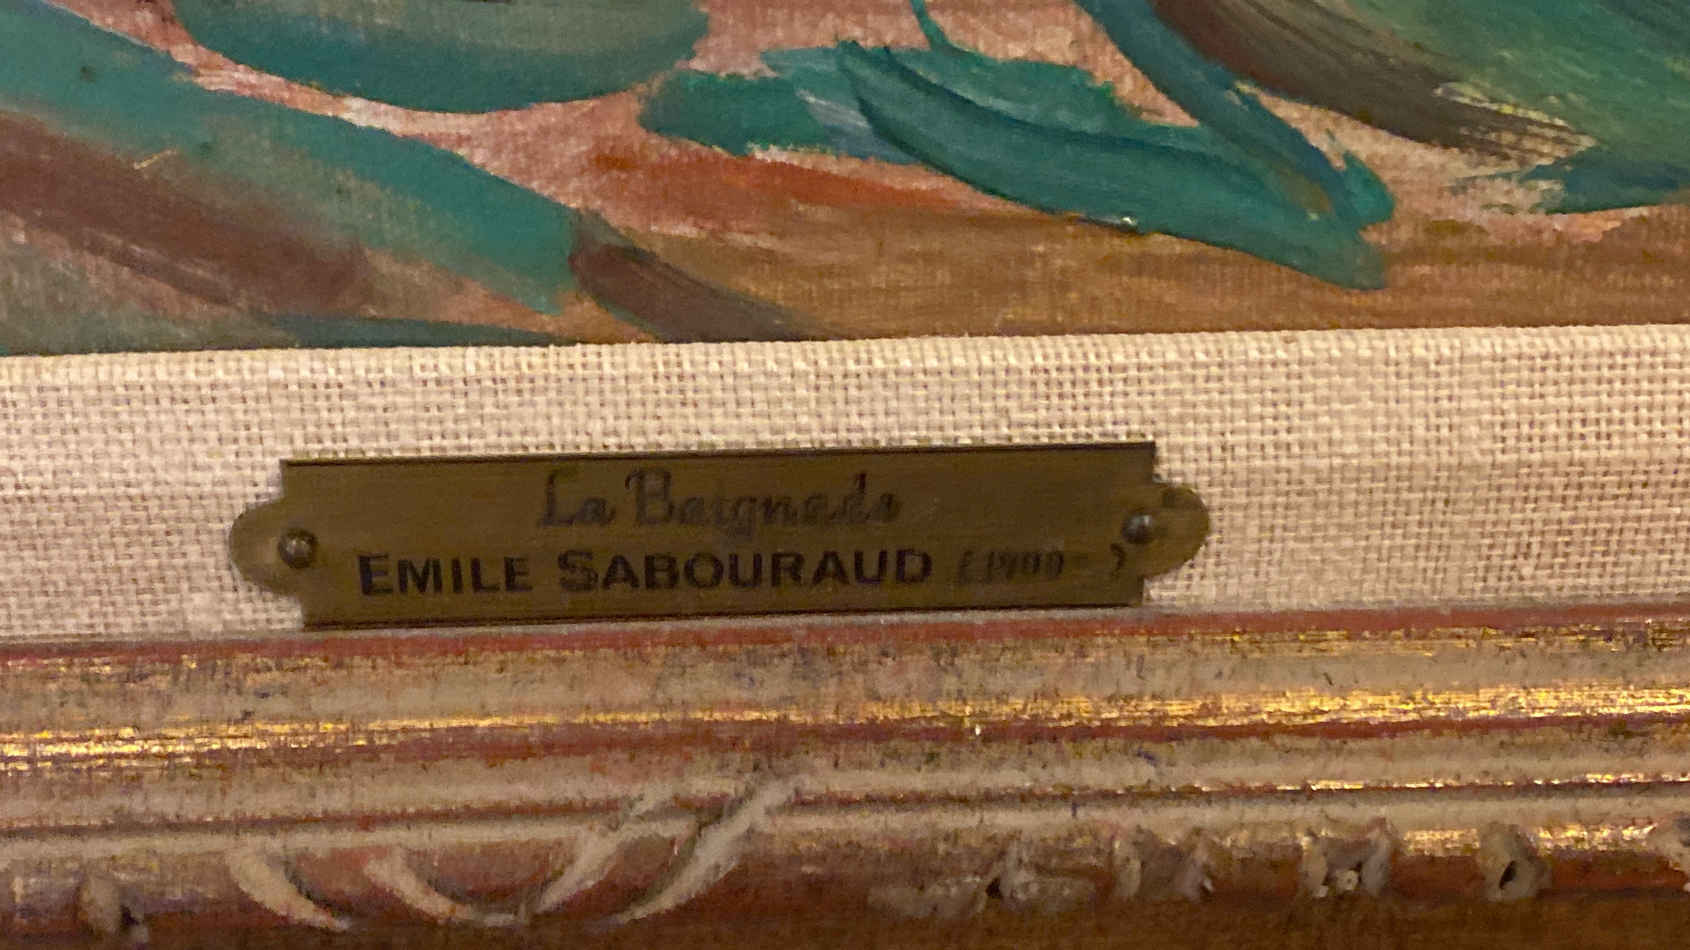 La Baignade
EMILE SABOURAUD (1900- )